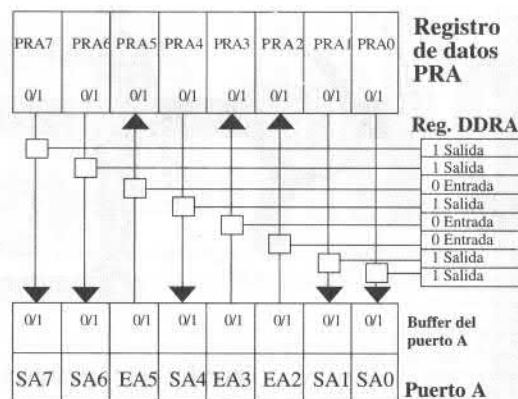 PRA7 PRA6 PRA5 PRA4 PRA3 PRA2 PRA1 PRA0
0/1 0/1 0/1 0/1 0/1 0/1 0/1 0/1
Registro
de datos
PRA
Reg. DDRA
1 Salida
1 Salida
0 Entrada
1 Salida
0 Entrada
0 Entrada
1 Salida
1 Salida
0/1 0/1 0/1 0/1 0/1 0/1 0/1 0/1
Buffer del
puerto A
SA7 SA6 EA5 SA4 EA3 EA2 SA1 SA0
Puerto A